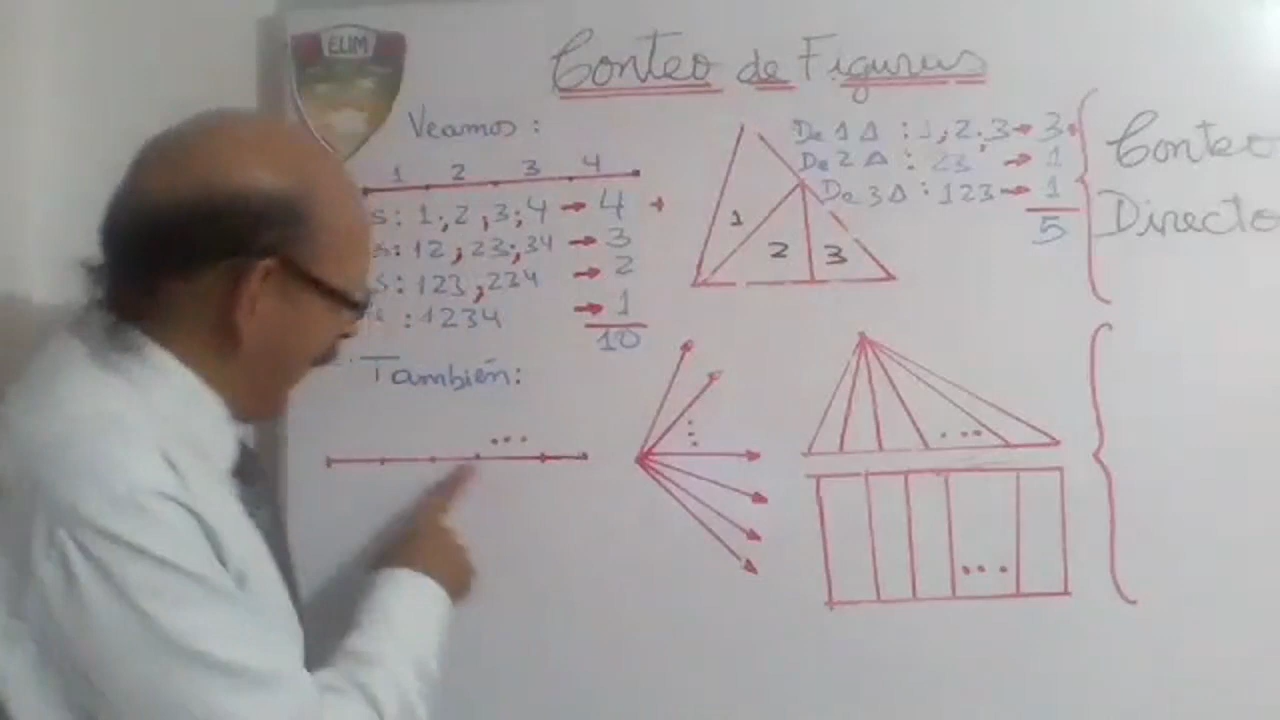 ELIM
Conteo de Figuras
Veamos :
1 2 3 4
s: 1;2;3;4 → 4 +
s: 12;23;34 → 3
s: 123;234 → 2
: 1234 → 1
10
De 1 Δ : 1,2,3 → 3
De 2 Δ : 23 → 1
De 3 Δ : 123 → 1
5
1 2 3
Conteo
Directo
También:
...
...
...
...